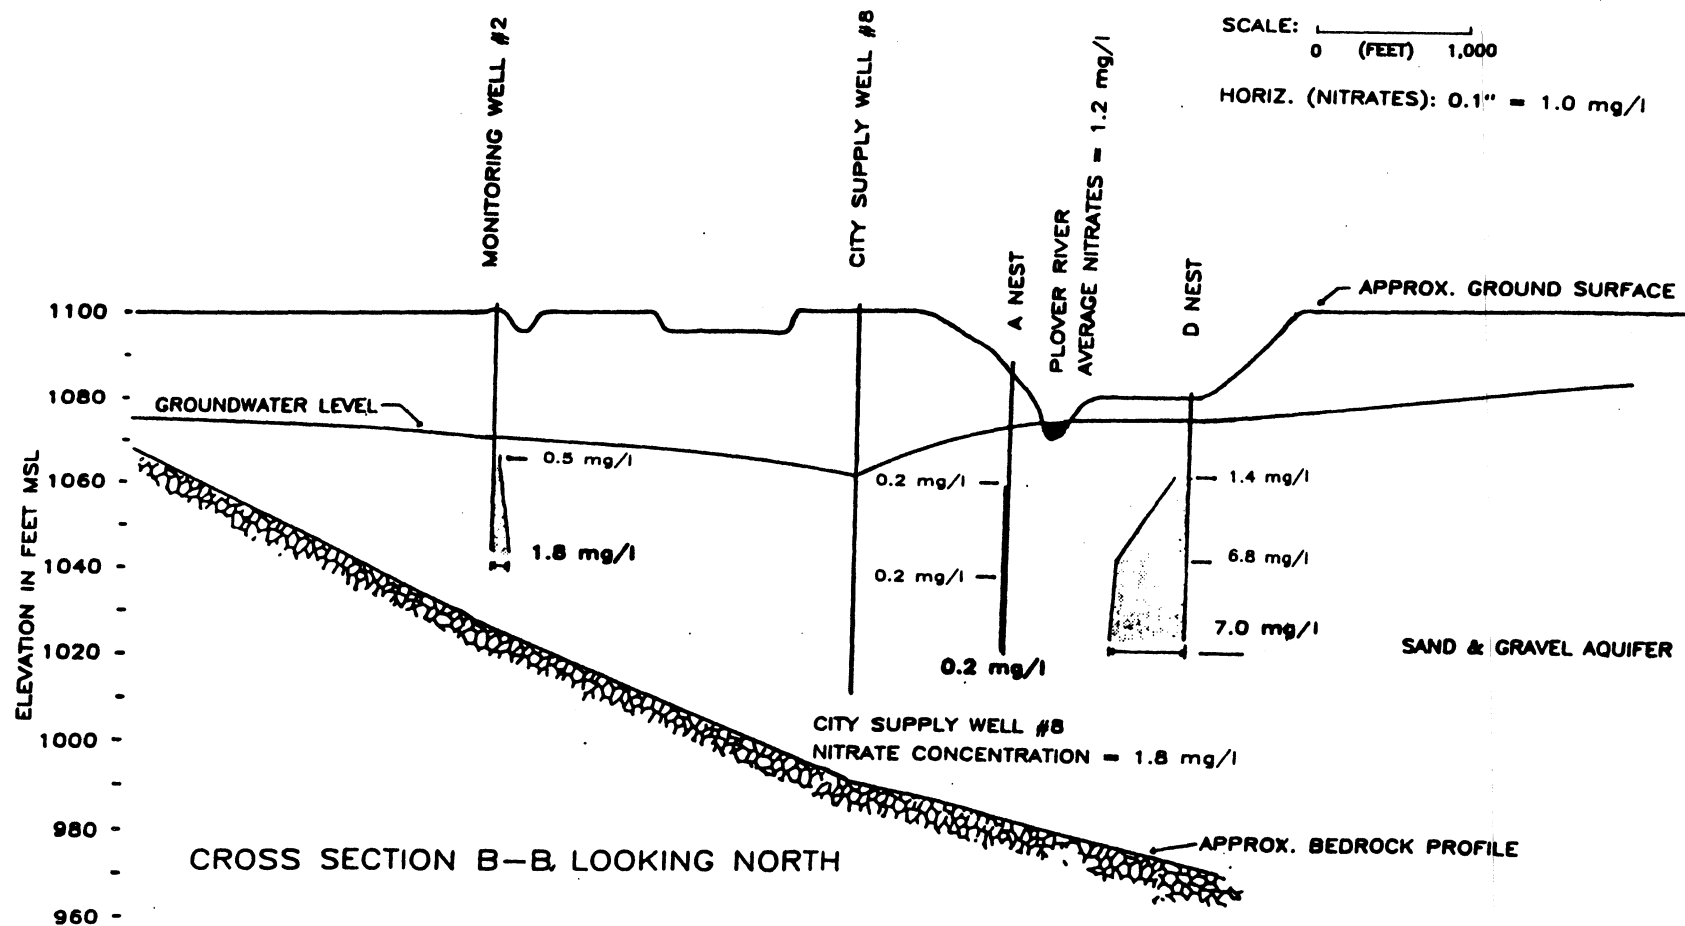 SCALE:
0 (FEET) 1,000
HORIZ. (NITRATES): 0.1" = 1.0 mg/l
MONITORING WELL #2
CITY SUPPLY WELL #8
A NEST
PLOVER RIVER
AVERAGE NITRATES = 1.2 mg/l
D NEST
APPROX. GROUND SURFACE
1100
1080
GROUNDWATER LEVEL
1060
1040
1020
1000
980
960
ELEVATION IN FEET MSL
0.5 mg/l
1.8 mg/l
0.2 mg/l
0.2 mg/l
0.2 mg/l
1.4 mg/l
6.8 mg/l
7.0 mg/l
SAND & GRAVEL AQUIFER
CITY SUPPLY WELL #8
NITRATE CONCENTRATION = 1.8 mg/l
APPROX. BEDROCK PROFILE
CROSS SECTION B-B, LOOKING NORTH